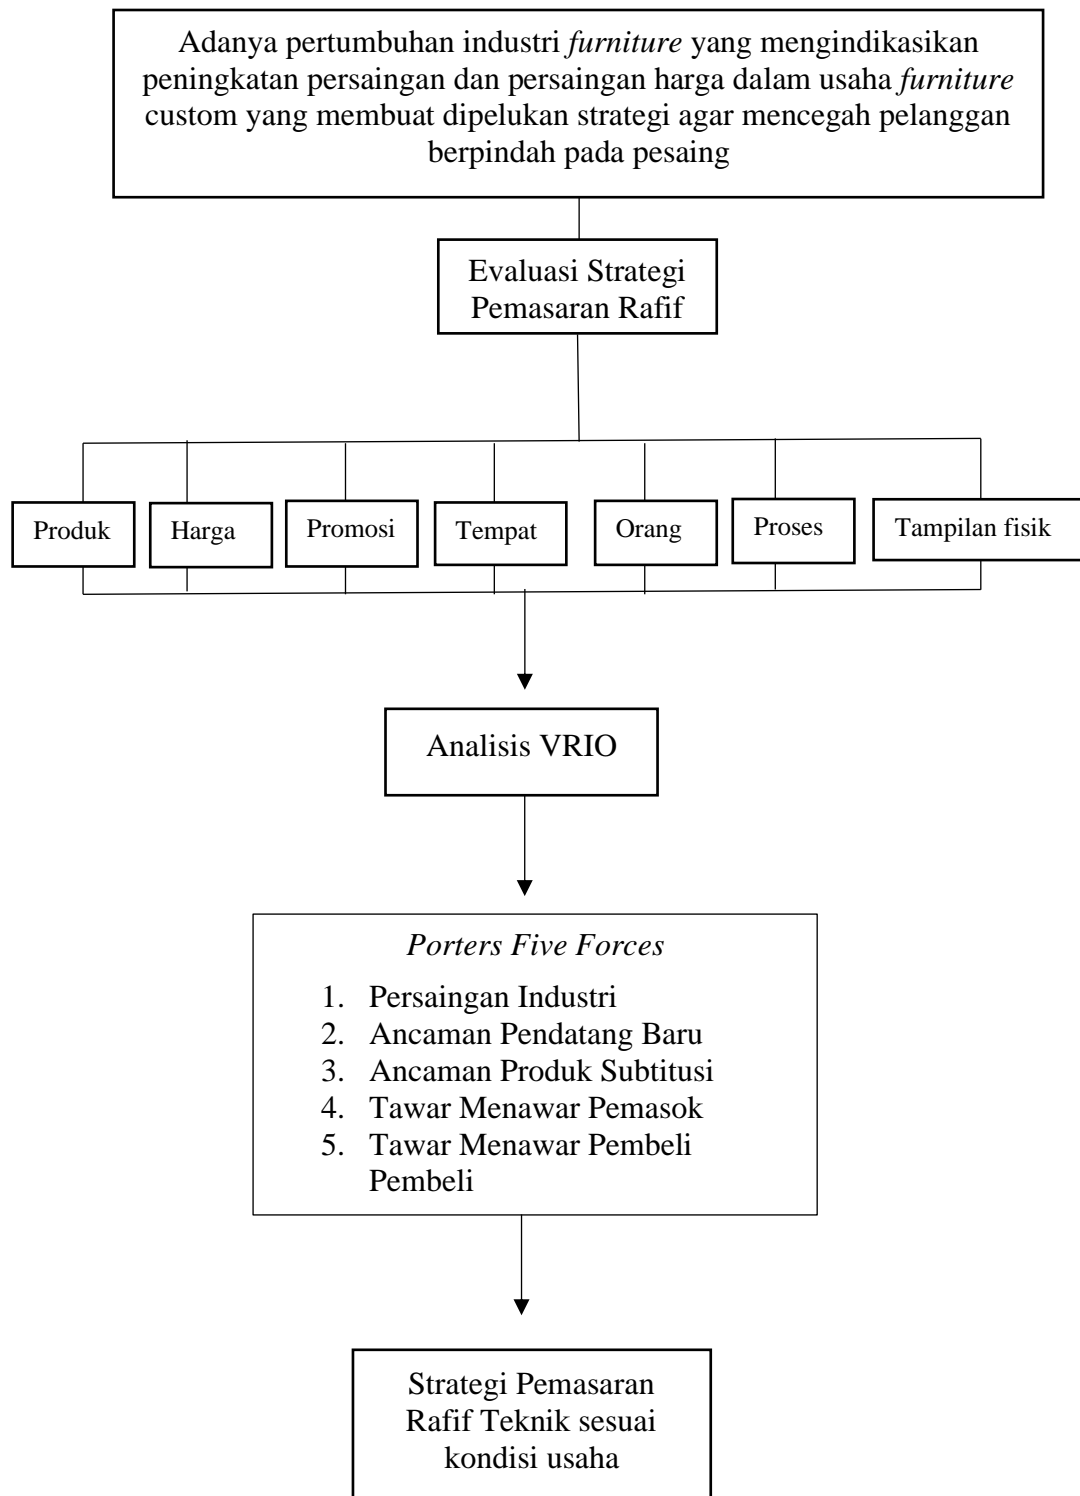 Adanya pertumbuhan industri furniture yang mengindikasikan
peningkatan persaingan dan persaingan harga dalam usaha furniture
custom yang membuat dipelukan strategi agar mencegah pelanggan
berpindah pada pesaing
Evaluasi Strategi
Pemasaran Rafif
Produk
Harga
Promosi
Tempat
Orang
Proses
Tampilan fisik
Analisis VRIO
Porters Five Forces
1. Persaingan Industri
2. Ancaman Pendatang Baru
3. Ancaman Produk Subtitusi
4. Tawar Menawar Pemasok
5. Tawar Menawar Pembeli
Pembeli
Strategi Pemasaran
Rafif Teknik sesuai
kondisi usaha